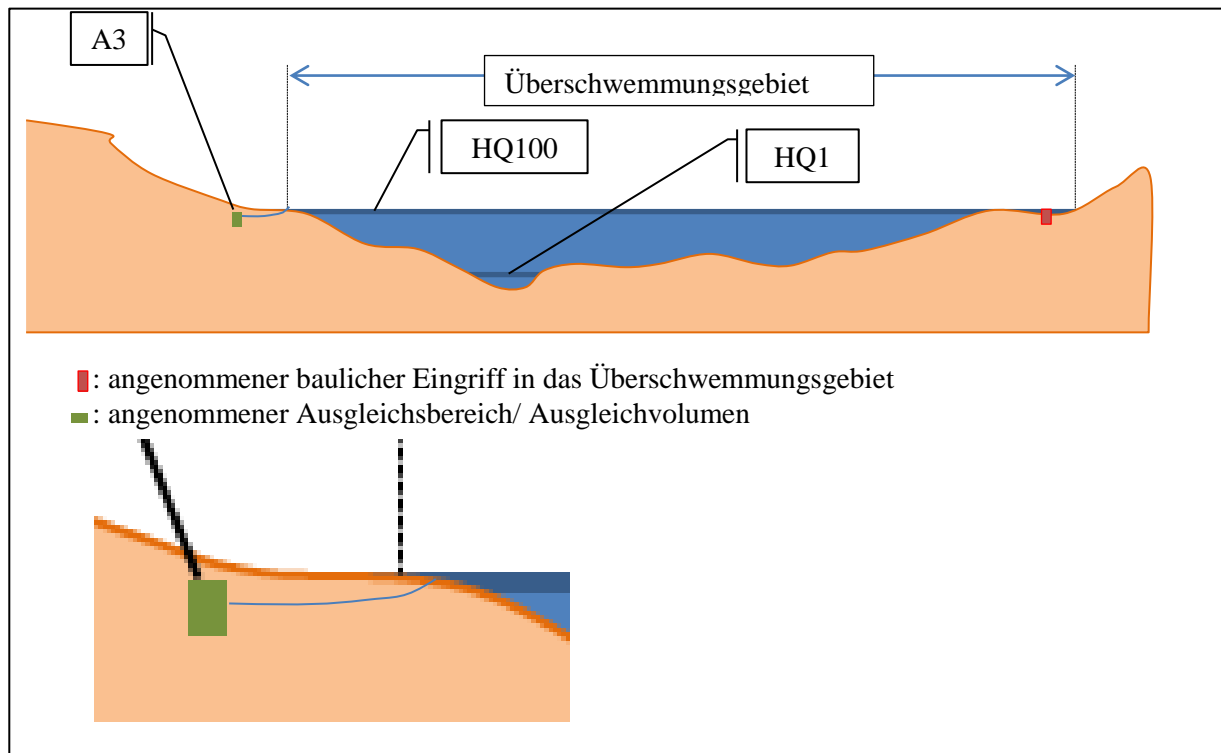 A3
Überschwemmungsgebiet
HQ100
HQ1
: angenommener baulicher Eingriff in das Überschwemmungsgebiet
: angenommener Ausgleichsbereich/ Ausgleichvolumen